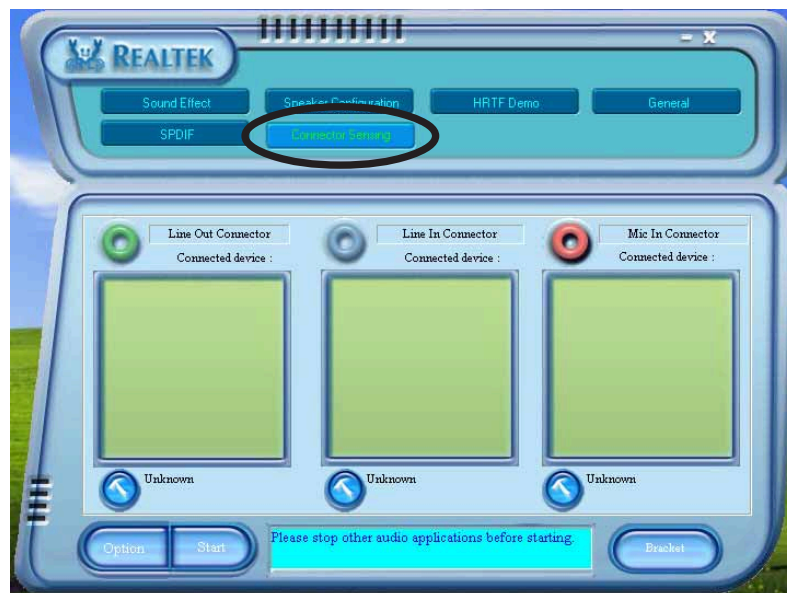 REALTEK
- X
Sound Effect
Speaker Configuration
HRTF Demo
General
SPDIF
Connector Sensing
Line Out Connector
Connected device :
Line In Connector
Connected device :
Mic In Connector
Connected device :
Unknown
Unknown
Unknown
Option
Start
Please stop other audio applications before starting.
Bracket